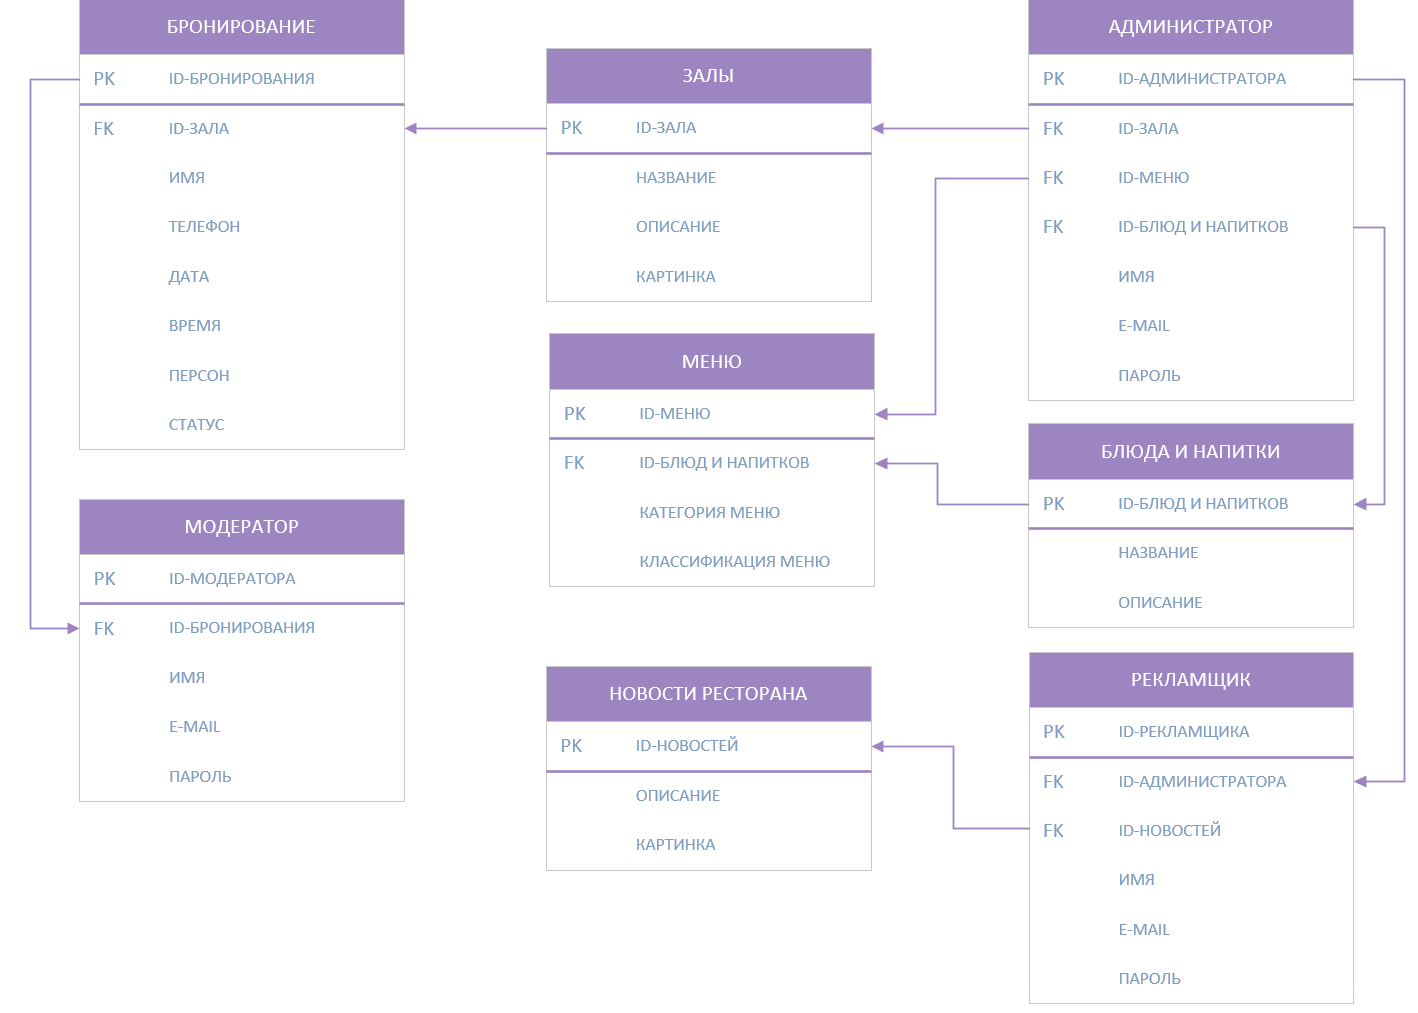 БРОНИРОВАНИЕ
PK ID-БРОНИРОВАНИЯ
FK ID-ЗАЛА
ИМЯ
ТЕЛЕФОН
ДАТА
ВРЕМЯ
ПЕРСОН
СТАТУС
МОДЕРАТОР
PK ID-МОДЕРАТОРА
FK ID-БРОНИРОВАНИЯ
ИМЯ
E-MAIL
ПАРОЛЬ
ЗАЛЫ
PK ID-ЗАЛА
НАЗВАНИЕ
ОПИСАНИЕ
КАРТИНКА
МЕНЮ
PK ID-МЕНЮ
FK ID-БЛЮД И НАПИТКОВ
КАТЕГОРИЯ МЕНЮ
КЛАССИФИКАЦИЯ МЕНЮ
НОВОСТИ РЕСТОРАНА
PK ID-НОВОСТЕЙ
ОПИСАНИЕ
КАРТИНКА
АДМИНИСТРАТОР
PK ID-АДМИНИСТРАТОРА
FK ID-ЗАЛА
FK ID-МЕНЮ
FK ID-БЛЮД И НАПИТКОВ
ИМЯ
E-MAIL
ПАРОЛЬ
БЛЮДА И НАПИТКИ
PK ID-БЛЮД И НАПИТКОВ
НАЗВАНИЕ
ОПИСАНИЕ
РЕКЛАМЩИК
PK ID-РЕКЛАМЩИКА
FK ID-АДМИНИСТРАТОРА
FK ID-НОВОСТЕЙ
ИМЯ
E-MAIL
ПАРОЛЬ